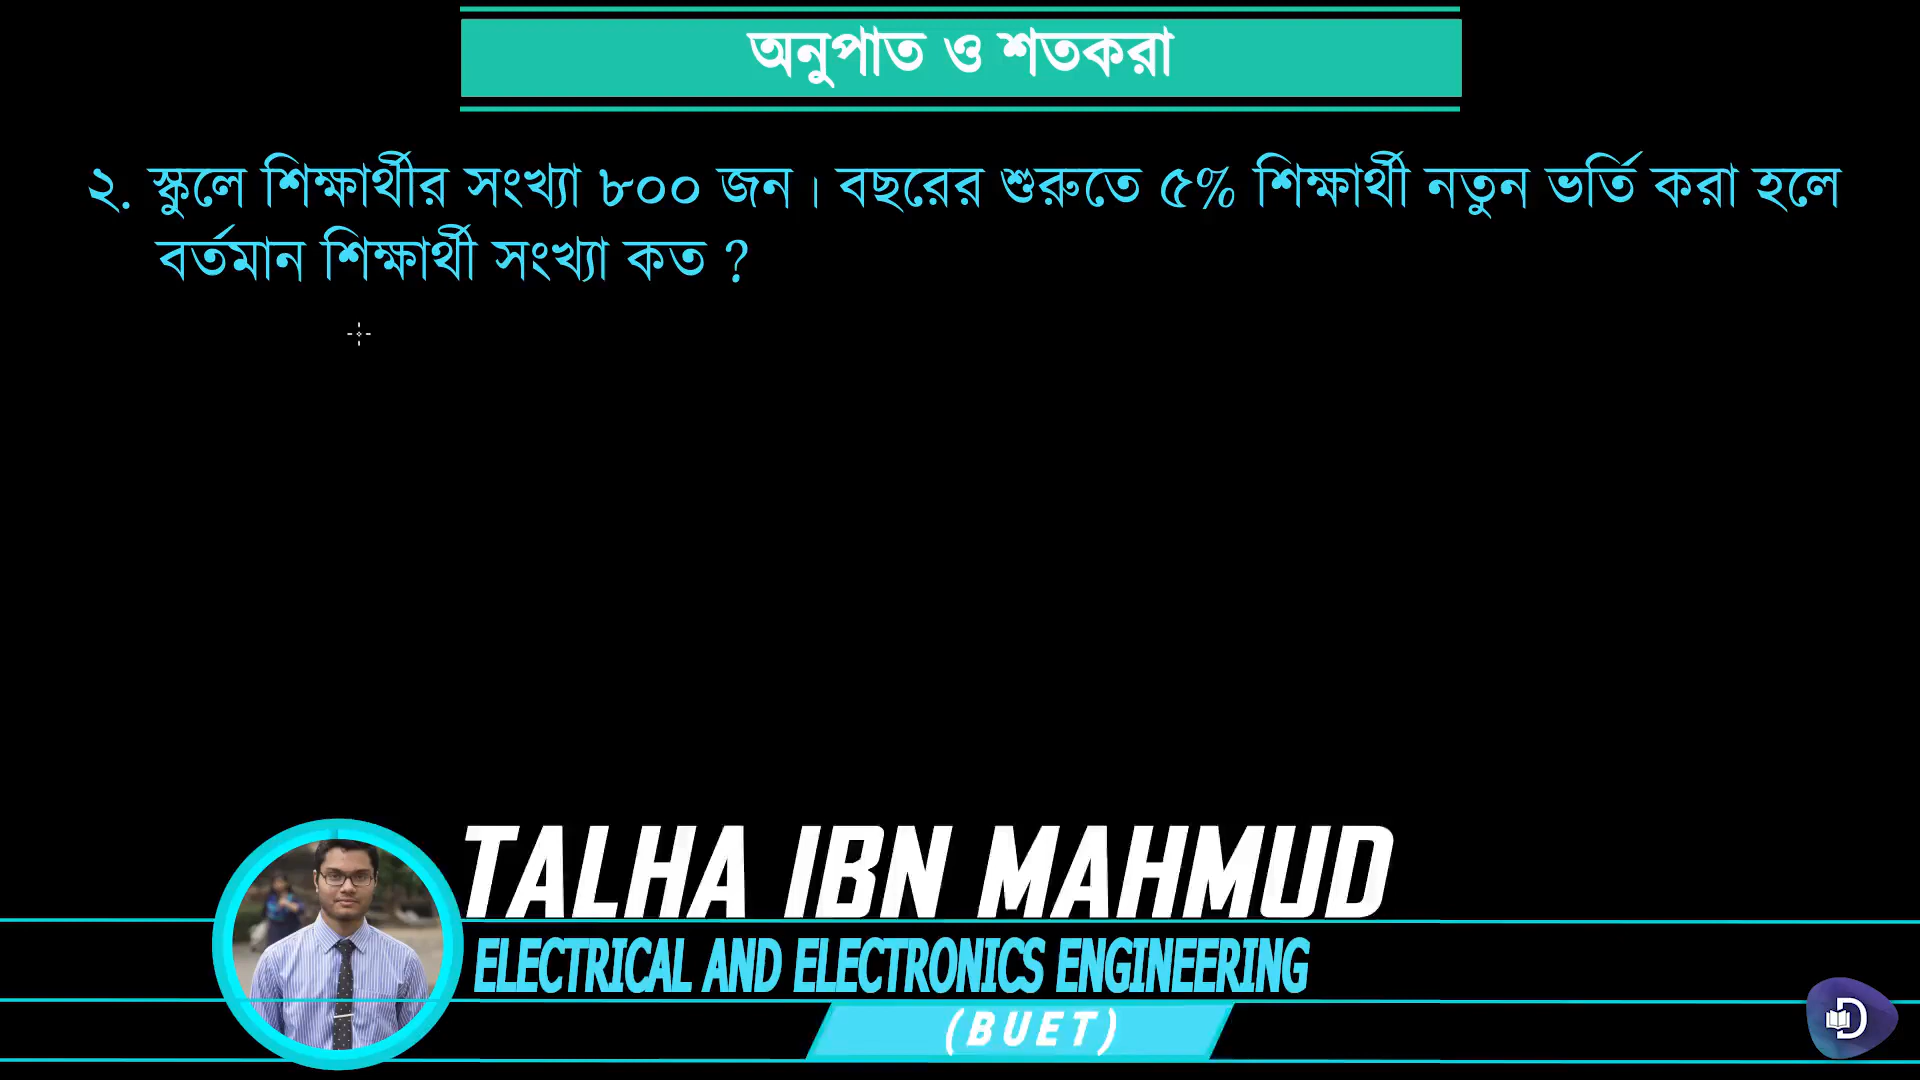 অনুপাত ও শতকরা
২. স্কুলে শিক্ষার্থীর সংখ্যা ৮০০ জন। বছরের শুরুতে ৫% শিক্ষার্থী নতুন ভর্তি করা হলে
বর্তমান শিক্ষার্থী সংখ্যা কত ?
TALHA IBN MAHMUD
ELECTRICAL AND ELECTRONICS ENGINEERING
(BUET)
D